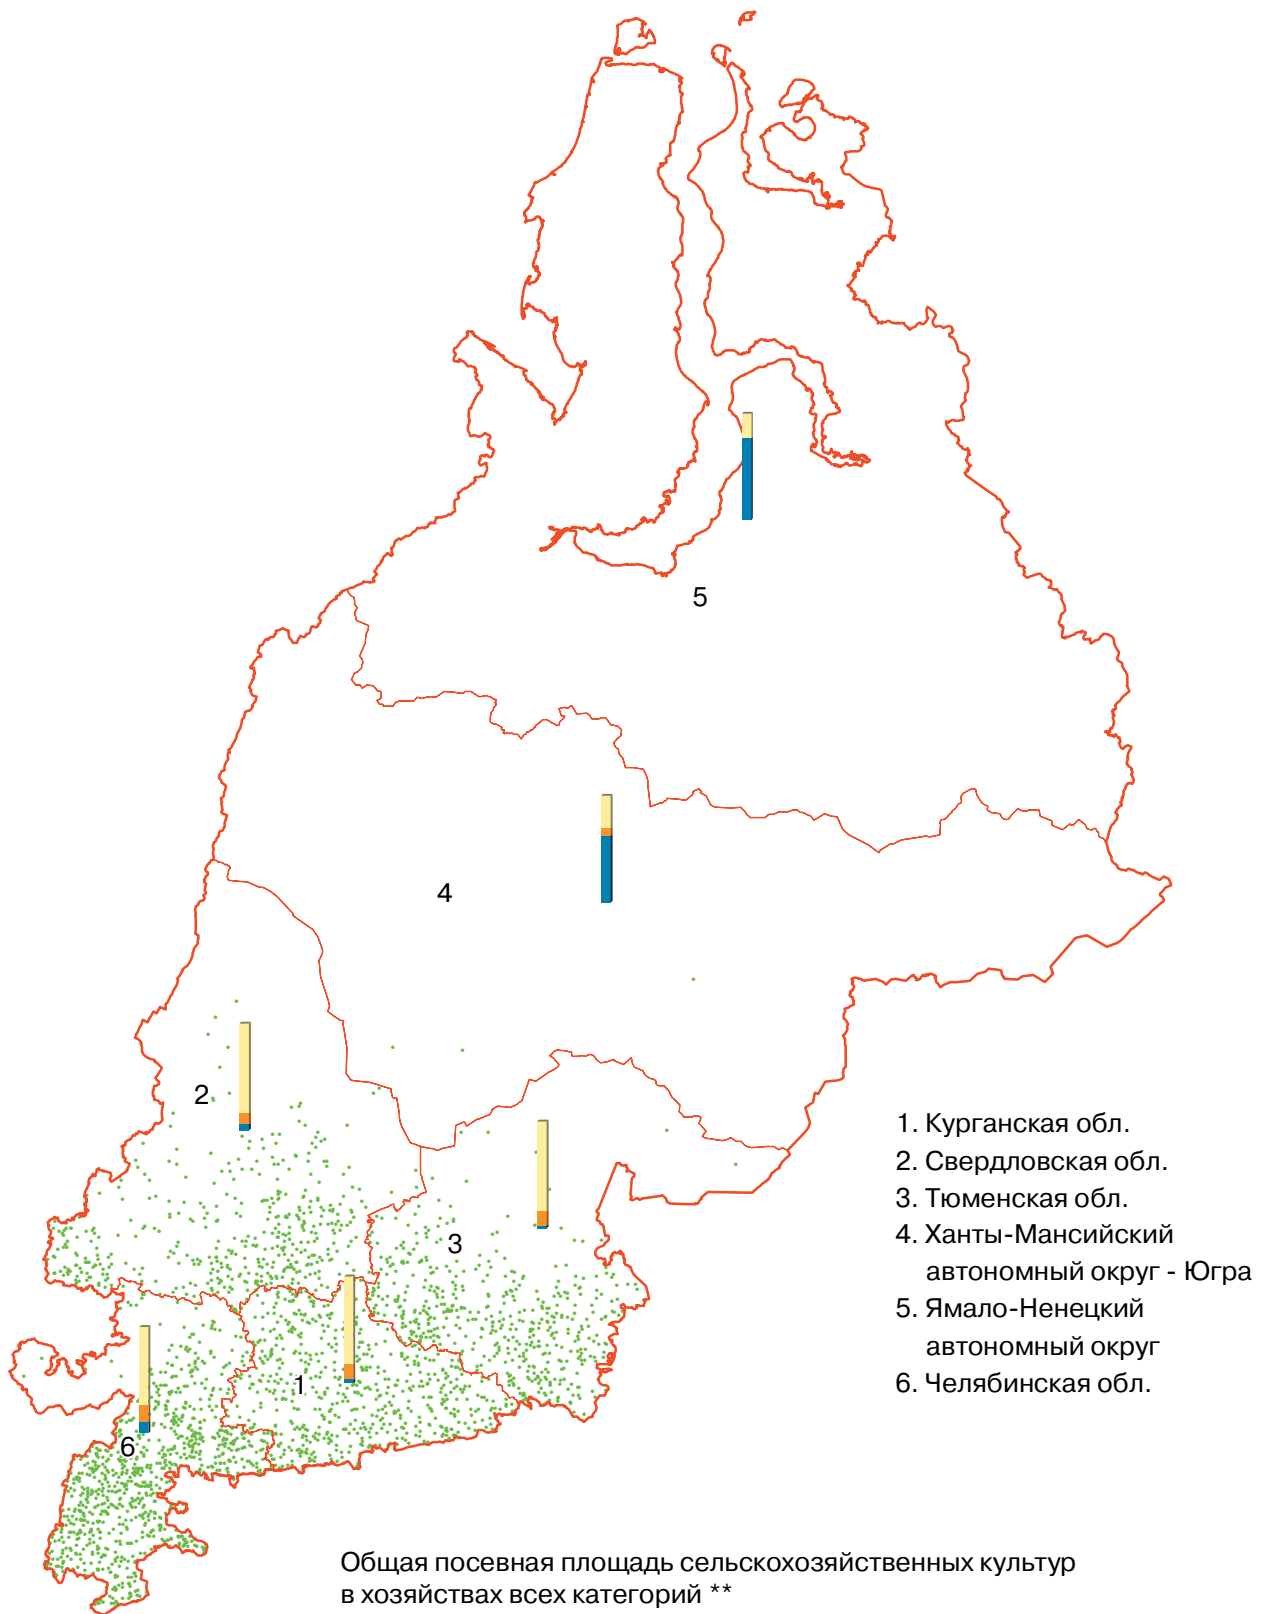 5
4
2
3
1
6
1. Курганская обл.
2. Свердловская обл.
3. Тюменская обл.
4. Ханты-Мансийский
автономный округ - Югра
5. Ямало-Ненецкий
автономный округ
6. Челябинская обл.
Общая посевная площадь сельскохозяйственных культур
в хозяйствах всех категорий **